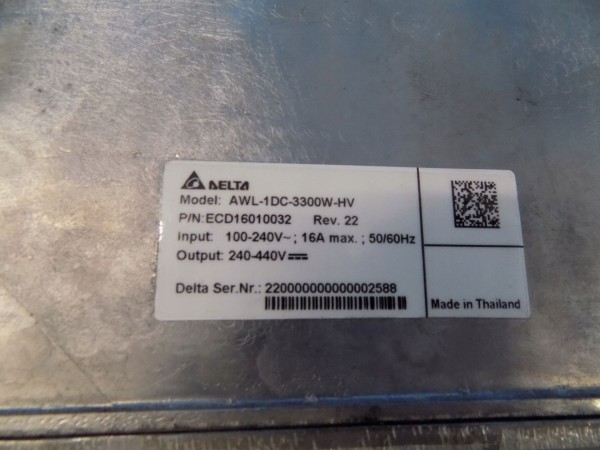 DELTA
Model: AWL-1DC-3300W-HV
P/N:ECD16010032 Rev. 22
Input: 100-240V~; 16A max.; 50/60Hz
Output: 240-440V⎓
Delta Ser.Nr.: 220000000000002588
Made in Thailand